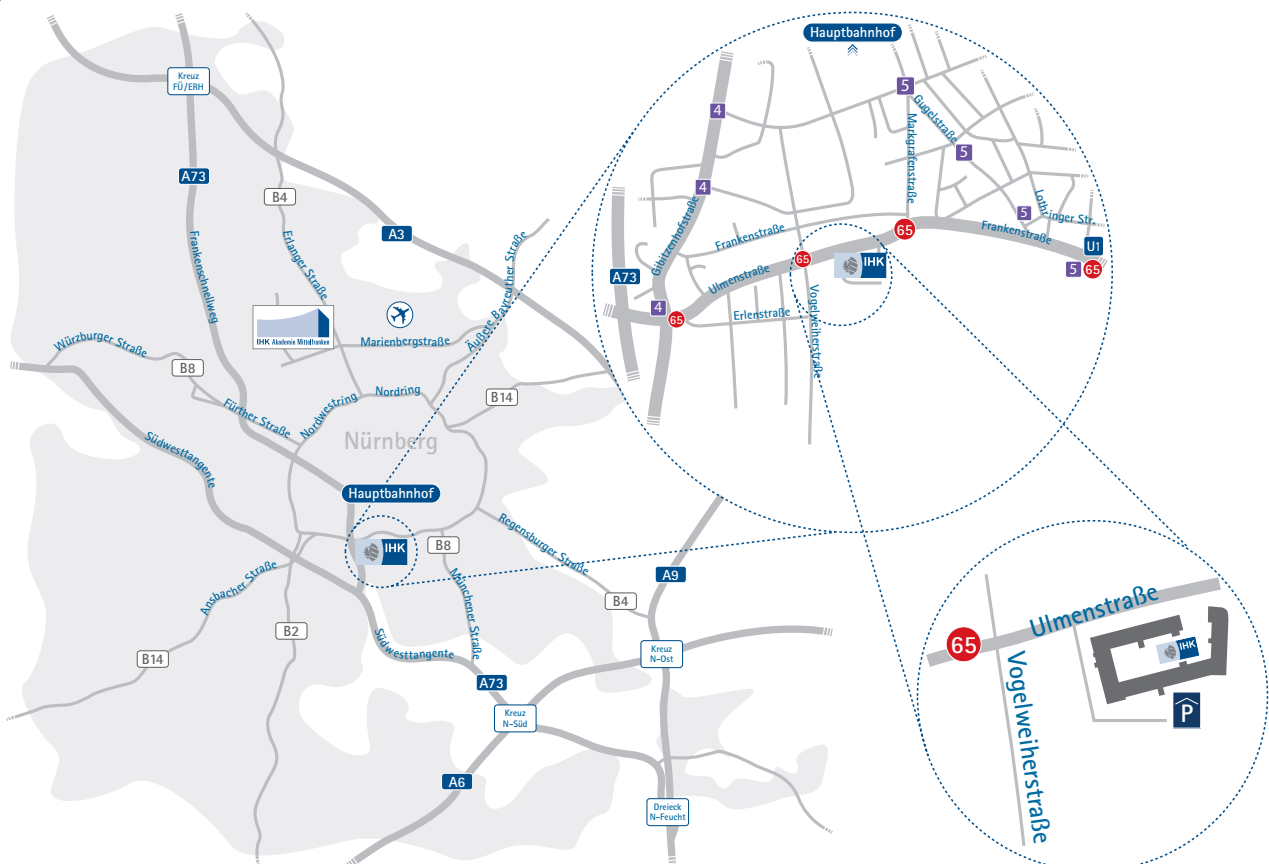 Kreuz
FÜ/ERH
A73
B4
A3
Frankenschnellweg
Erlanger Straße
Äußere Bayreuther Straße
IHK Akademie Mittelfranken
Marienbergstraße
Würzburger Straße
B8
Fürther Straße
Nordwestring
Nordring
B14
Nürnberg
Südwesttangente
Hauptbahnhof
IHK
B8
Regensburger Straße
Ansbacher Straße
Münchener Straße
A9
B4
B2
B14
Südwesttangente
Kreuz
N-Ost
A73
Kreuz
N-Süd
A6
Dreieck
N-Feucht
Hauptbahnhof
4
5
Gugelstraße
Markgrafenstraße
5
4
Gibitzenhofstraße
5
Lothringer Str.
Frankenstraße
65
Frankenstraße
U1
A73
65
IHK
5
65
Ulmenstraße
4
65
Erlenstraße
Vogelweiherstraße
Ulmenstraße
65
IHK
Vogelweiherstraße
P